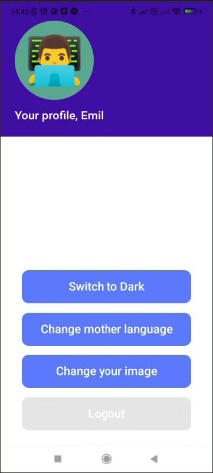 14:43
Your profile, Emil
Switch to Dark
Change mother language
Change your image
Logout